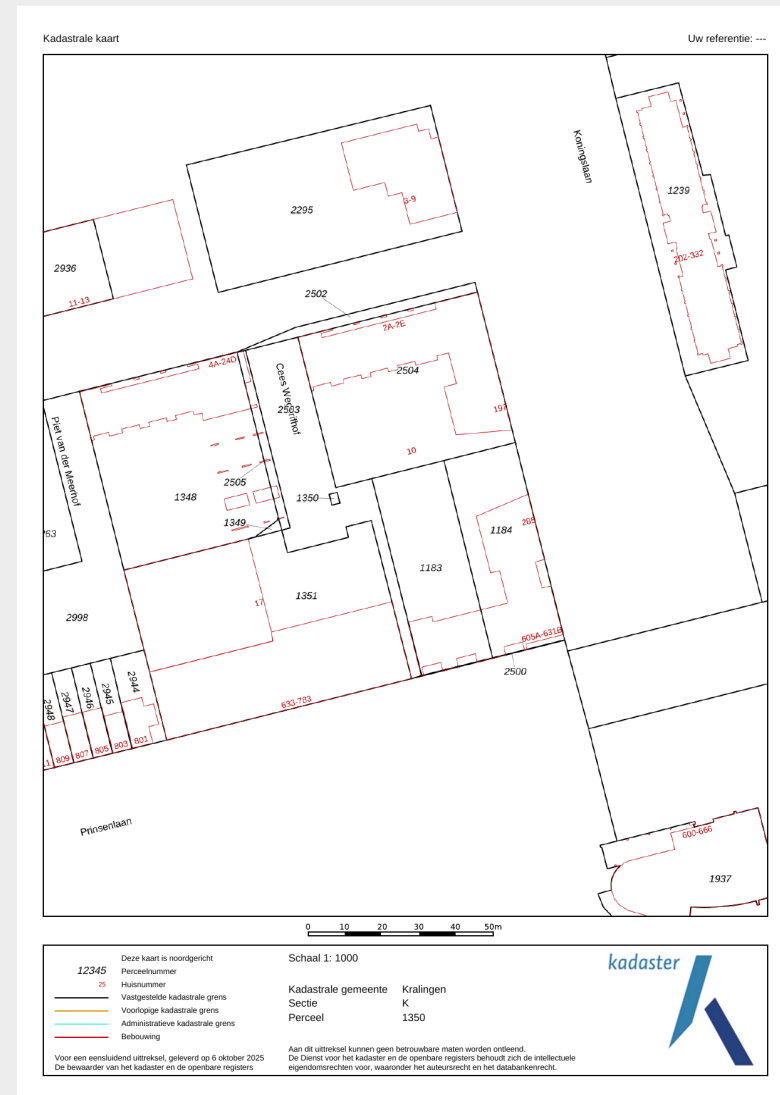 Kadastrale kaart
Uw referentie: ---
Koningslaan
1239
202-332
2295
3-9
2936
11-13
2502
2A-2E
4A-24D
2504
Cees Wegerifhof
2503
Piet van der Meerhof
197
10
2505
1348
1350
1349
285
1184
63
1183
1351
17
2998
605A-631B
2500
2944
2945
2946
2947
2948
633-783
801
803
805
807
809
Prinsenlaan
600-666
1937
0 10 20 30 40 50m
Deze kaart is noordgericht
12345 Perceelnummer
25 Huisnummer
Vastgestelde kadastrale grens
Voorlopige kadastrale grens
Administratieve kadastrale grens
Bebouwing
Voor een eensluidend uittreksel, geleverd op 6 oktober 2025
De bewaarder van het kadaster en de openbare registers
Schaal 1: 1000
Kadastrale gemeente Kralingen
Sectie K
Perceel 1350
Aan dit uittreksel kunnen geen betrouwbare maten worden ontleend.
De Dienst voor het kadaster en de openbare registers behoudt zich de intellectuele
eigendomsrechten voor, waaronder het auteursrecht en het databankenrecht.
kadaster